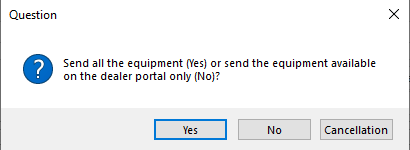 Question
Send all the equipment (Yes) or send the equipment available
on the dealer portal only (No)?
Yes
No
Cancellation